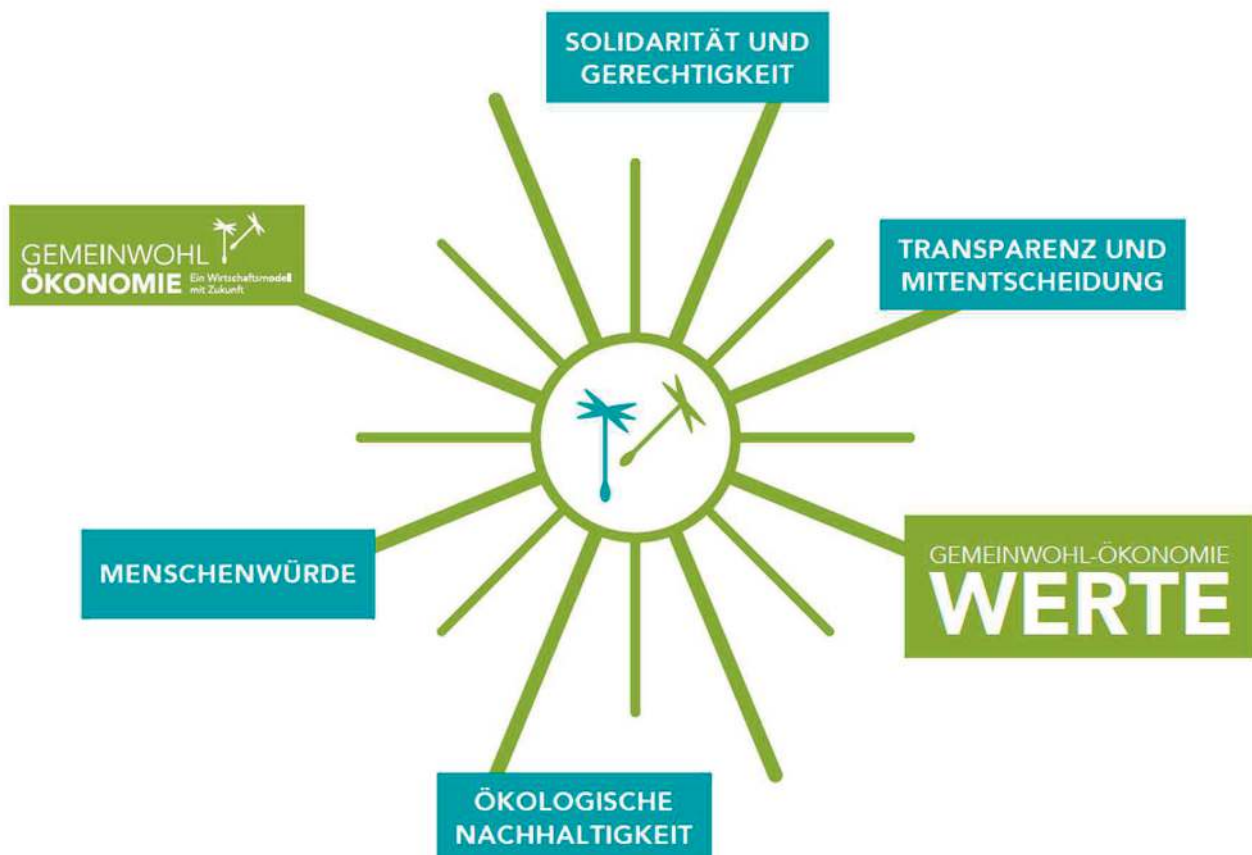 SOLIDARITÄT UND
GERECHTIGKEIT
GEMEINWOHL
ÖKONOMIE Ein Wirtschaftsmodell
mit Zukunft
TRANSPARENZ UND
MITENTSCHEIDUNG
MENSCHENWÜRDE
GEMEINWOHL-ÖKONOMIE
WERTE
ÖKOLOGISCHE
NACHHALTIGKEIT